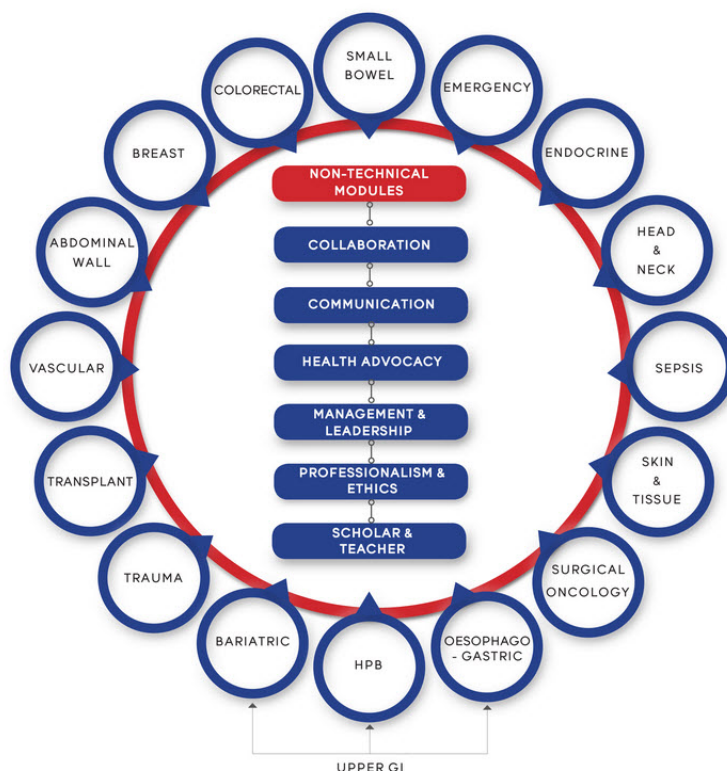 SMALL
BOWEL
EMERGENCY
ENDOCRINE
HEAD
&
NECK
SEPSIS
SKIN
&
TISSUE
SURGICAL
ONCOLOGY
OESOPHAGO
- GASTRIC
HPB
BARIATRIC
TRAUMA
TRANSPLANT
VASCULAR
ABDOMINAL
WALL
BREAST
COLORECTAL
NON-TECHNICAL
MODULES
COLLABORATION
COMMUNICATION
HEALTH ADVOCACY
MANAGEMENT &
LEADERSHIP
PROFESSIONALISM &
ETHICS
SCHOLAR &
TEACHER
UPPER GI